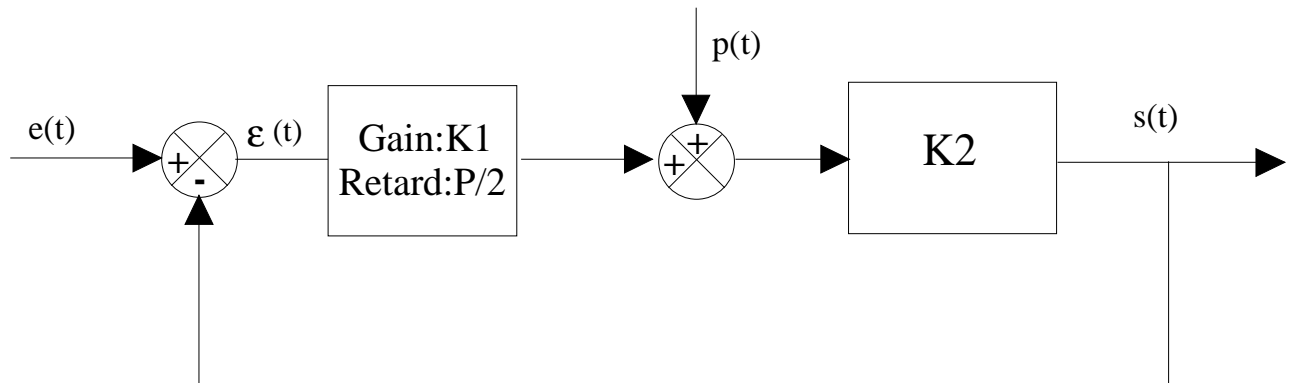 p(t)
e(t)
ε (t)
Gain:K1
Retard:P/2
K2
s(t)
+
-
+
+